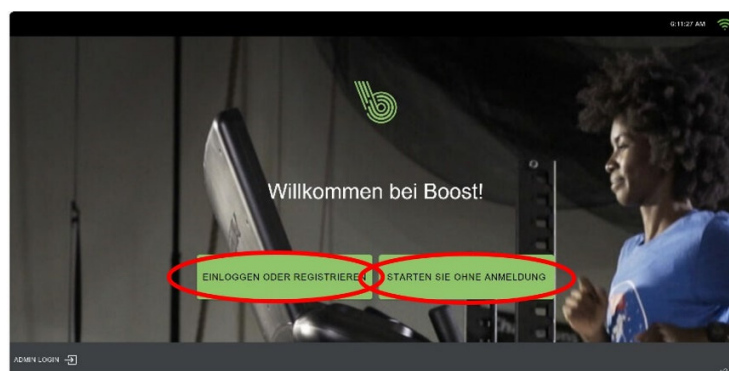 6:11:27 AM
Willkommen bei Boost!
EINLOGGEN ODER REGISTRIEREN
STARTEN SIE OHNE ANMELDUNG
ADMIN LOGIN